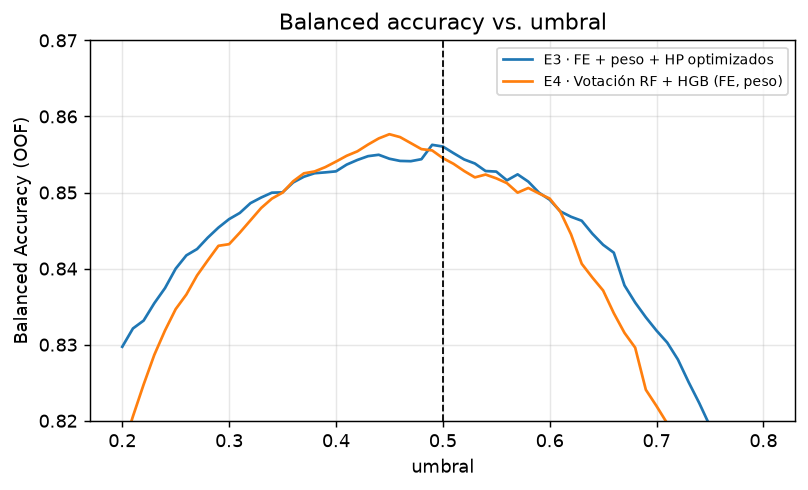 Balanced accuracy vs. umbral
E3 · FE + peso + HP optimizados
E4 · Votación RF + HGB (FE, peso)
Balanced Accuracy (OOF)
0.87
0.86
0.85
0.84
0.83
0.82
0.2 0.3 0.4 0.5 0.6 0.7 0.8
umbral